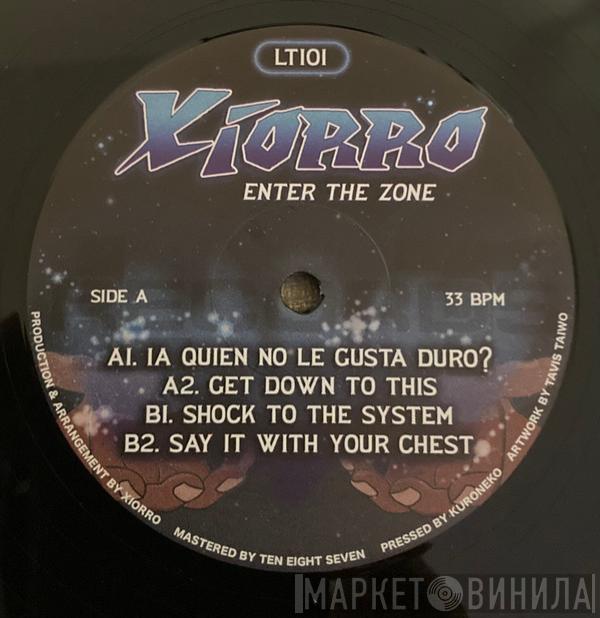 LT101
XIORRO
ENTER THE ZONE
SIDE A
33 BPM
A1. IA QUIEN NO LE GUSTA DURO?
A2. GET DOWN TO THIS
B1. SHOCK TO THE SYSTEM
B2. SAY IT WITH YOUR CHEST
PRODUCTION & ARRANGEMENT BY XIORRO
MASTERED BY TEN EIGHT SEVEN
PRESSED BY KURONEKO
ARTWORK BY TAVIS TAIWO
МАРКЕТ ВИНИЛА